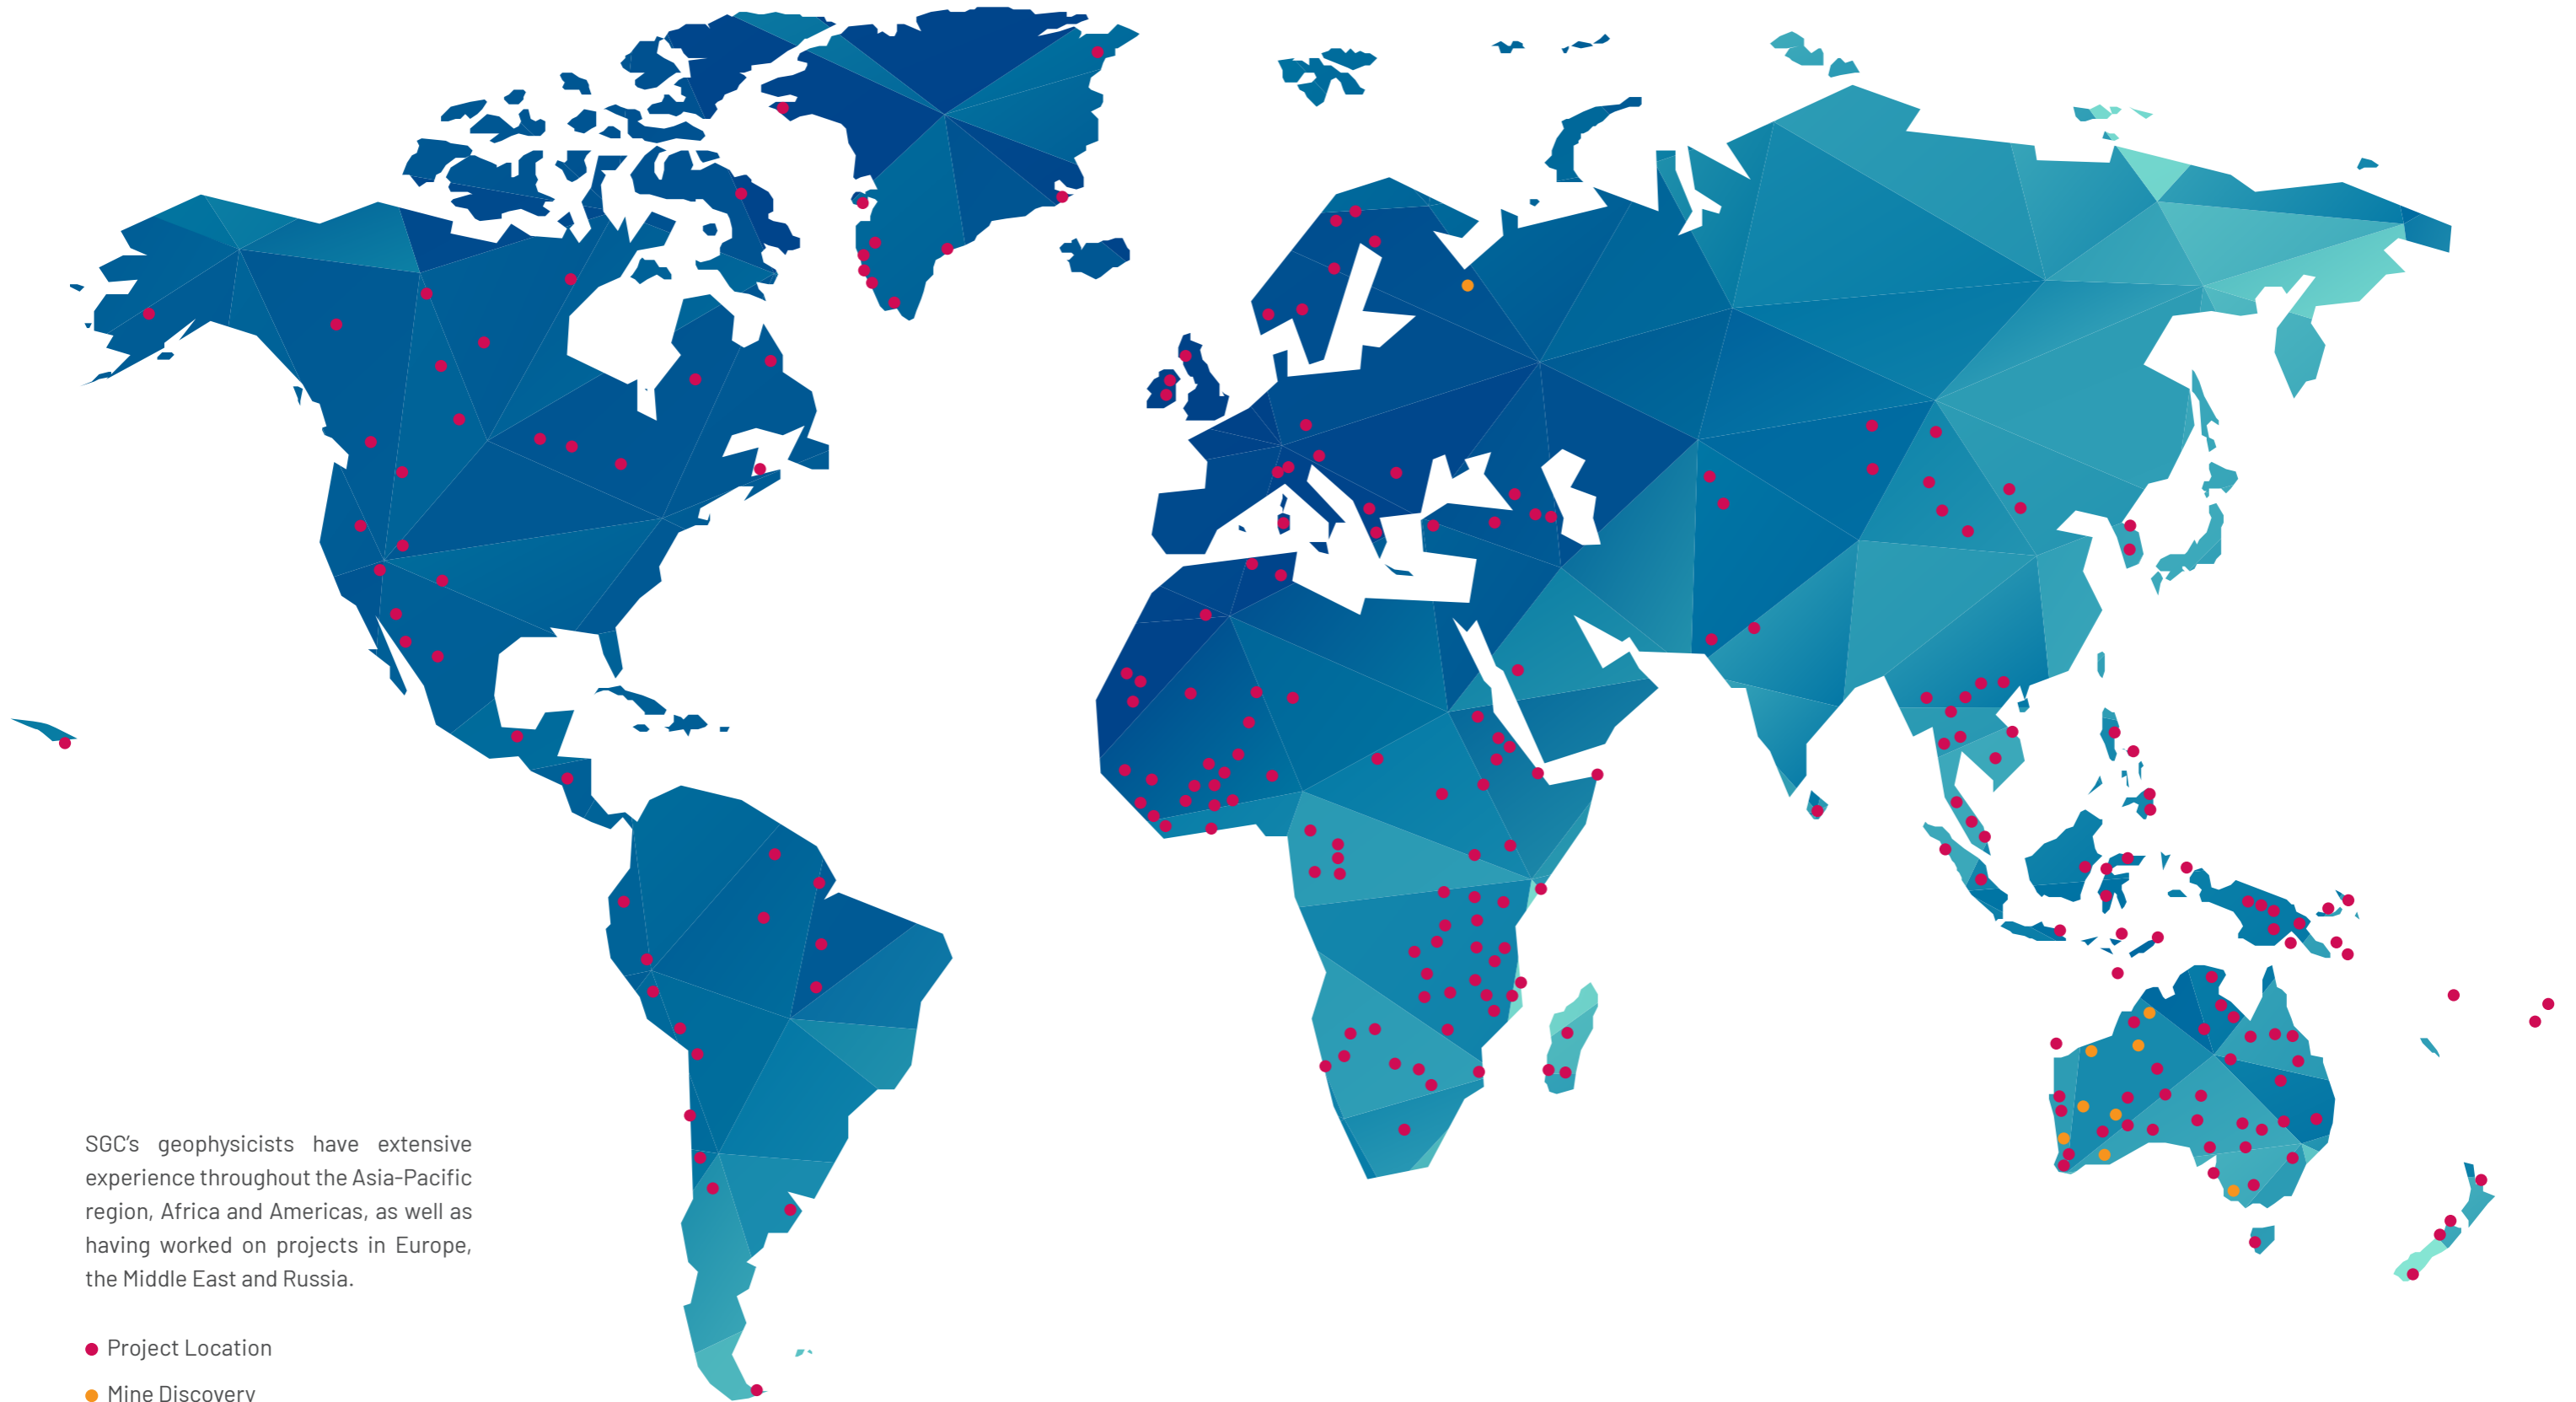 SGC's geophysicists have extensive
experience throughout the Asia-Pacific
region, Africa and Americas, as well as
having worked on projects in Europe,
the Middle East and Russia.
Project Location
Mine Discovery